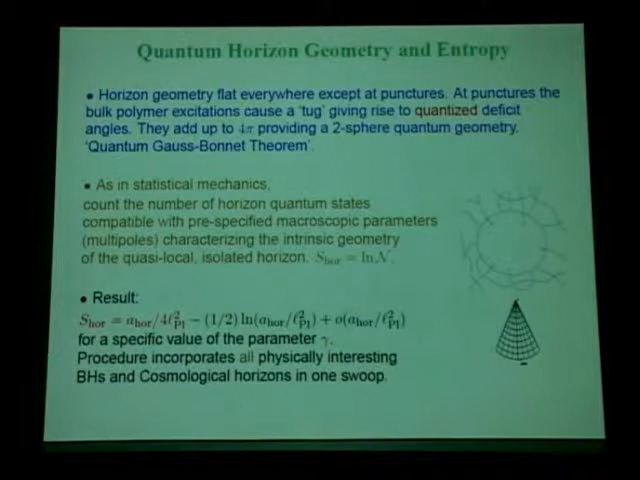 Quantum Horizon Geometry and Entropy
• Horizon geometry flat everywhere except at punctures. At punctures the
bulk polymer excitations cause a 'tug' giving rise to quantized deficit
angles. They add up to 4π providing a 2-sphere quantum geometry.
'Quantum Gauss-Bonnet Theorem'.
• As in statistical mechanics,
count the number of horizon quantum states
compatible with pre-specified macroscopic parameters
(multipoles) characterizing the intrinsic geometry
of the quasi-local, isolated horizon. S_hor = ln N.
• Result:
S_hor = a_hor/4ℓ²_Pl − (1/2) ln(a_hor/ℓ²_Pl) + o(a_hor/ℓ²_Pl)
for a specific value of the parameter γ.
Procedure incorporates all physically interesting
BHs and Cosmological horizons in one swoop.